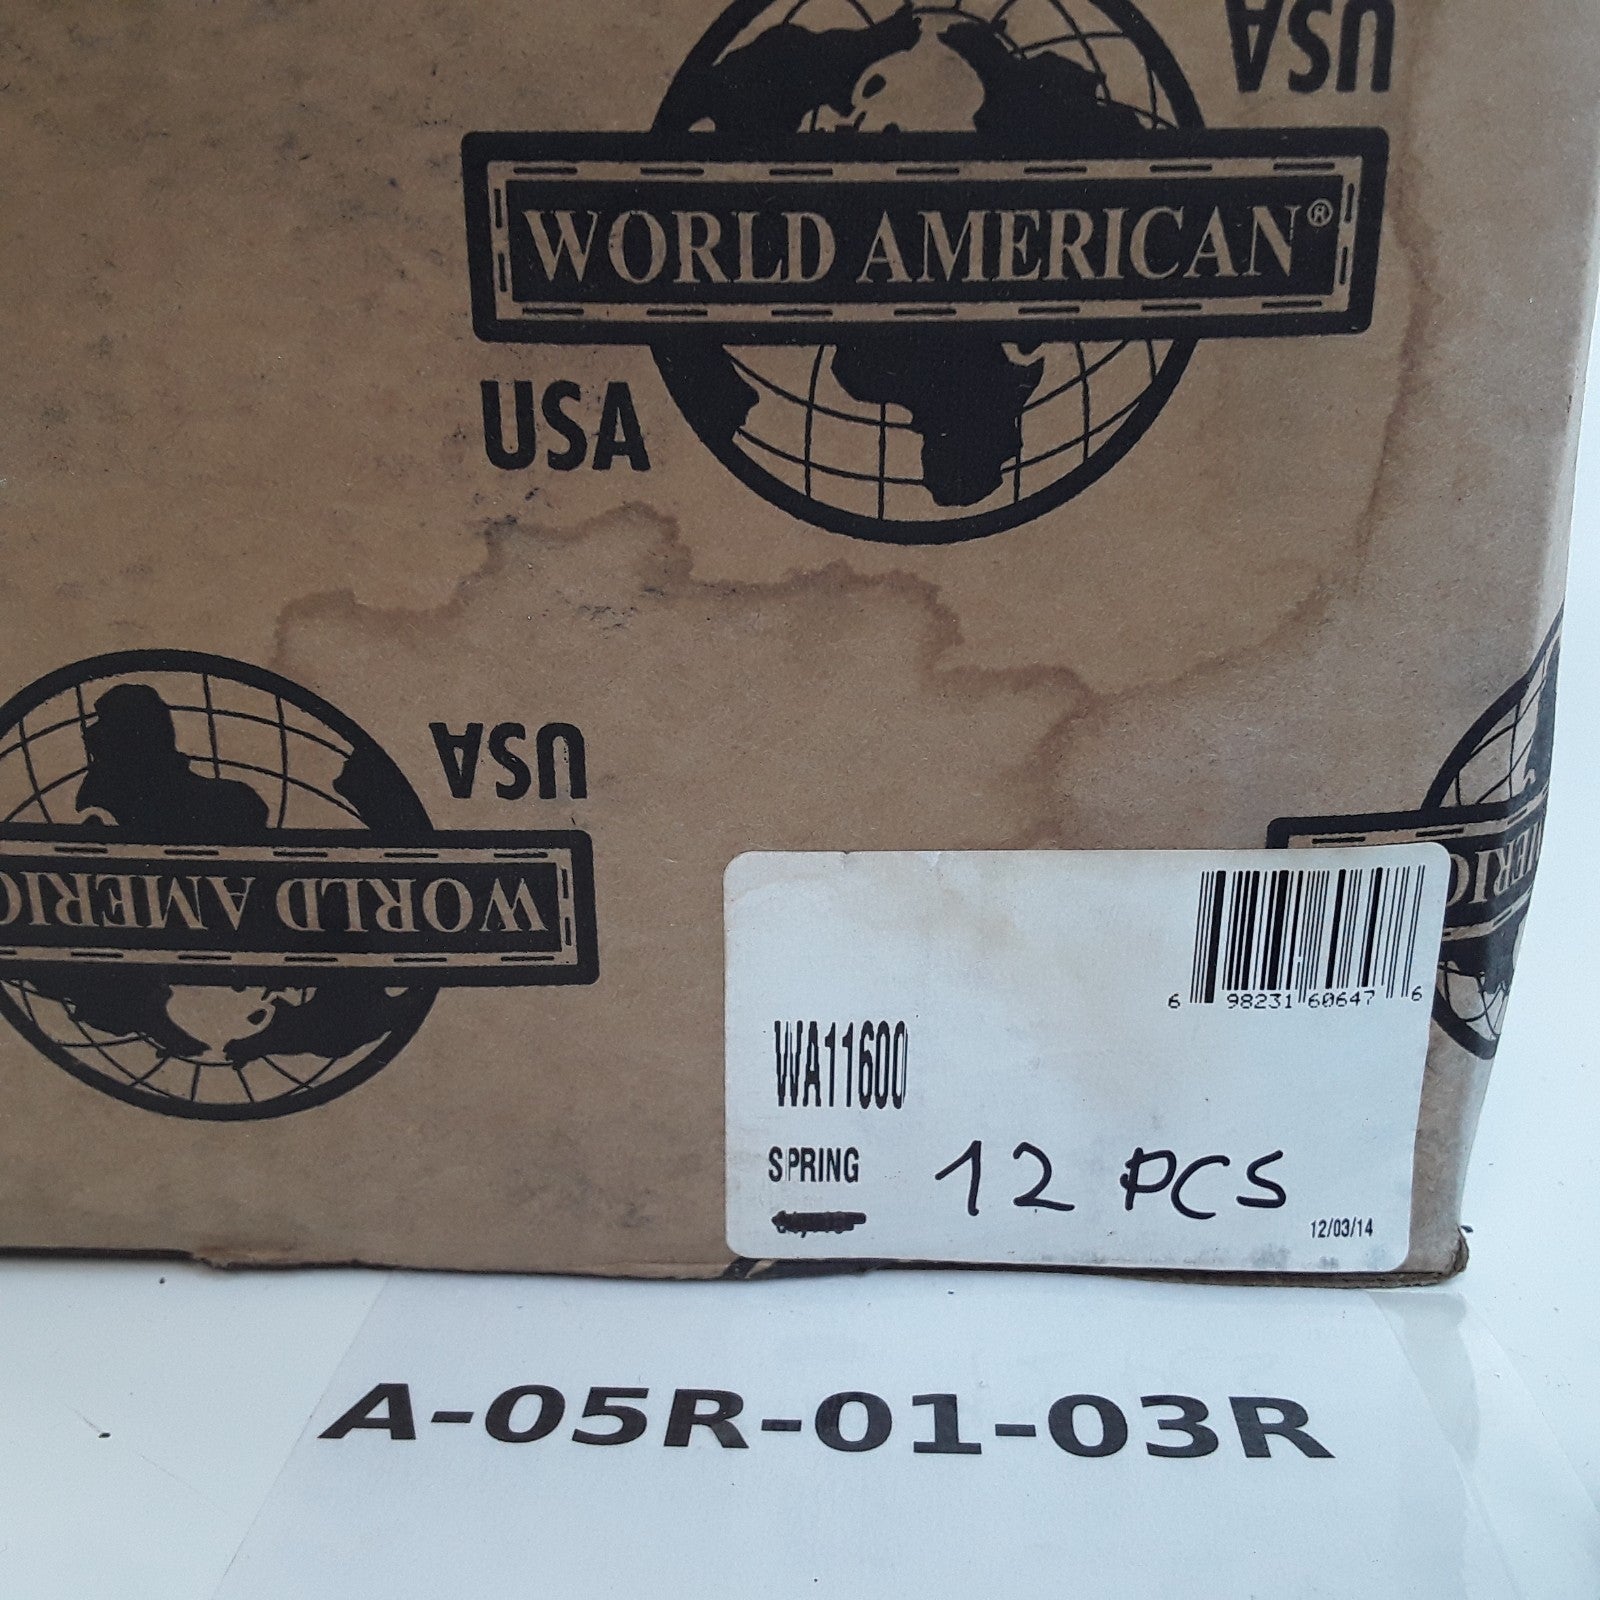 USA
WORLD AMERICAN®
USA
USA
WORLD AMERIC
ERIC
6 98231 60647 6
WA11600
SPRING 12 PCS
12/03/14
A-05R-01-03R